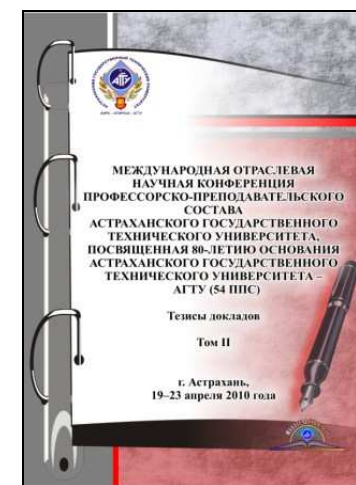 АГТУ
МЕЖДУНАРОДНАЯ ОТРАСЛЕВАЯ
НАУЧНАЯ КОНФЕРЕНЦИЯ
ПРОФЕССОРСКО-ПРЕПОДАВАТЕЛЬСКОГО
СОСТАВА
АСТРАХАНСКОГО ГОСУДАРСТВЕННОГО
ТЕХНИЧЕСКОГО УНИВЕРСИТЕТА,
ПОСВЯЩЕННАЯ 80-ЛЕТИЮ ОСНОВАНИЯ
АСТРАХАНСКОГО ГОСУДАРСТВЕННОГО
ТЕХНИЧЕСКОГО УНИВЕРСИТЕТА –
АГТУ (54 ППС)
Тезисы докладов
Том II
г. Астрахань,
19–23 апреля 2010 года